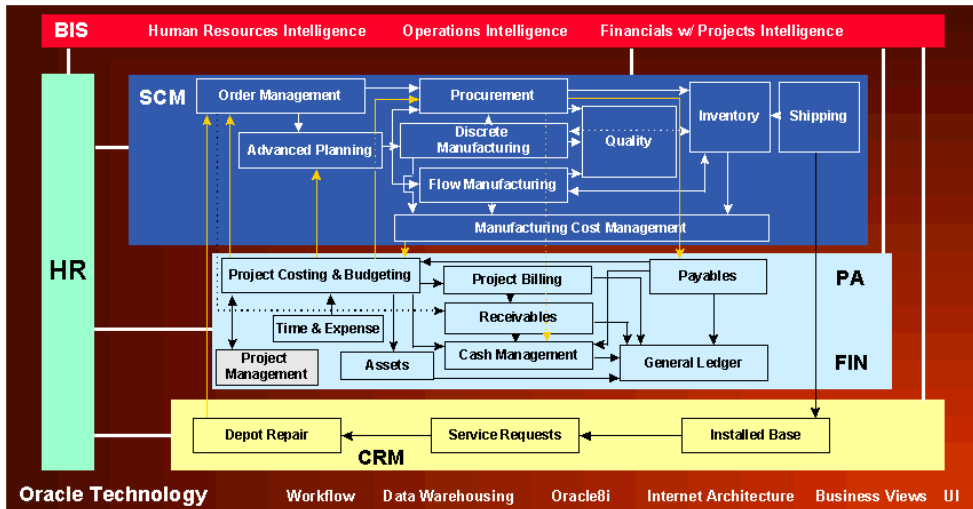 BIS Human Resources Intelligence Operations Intelligence Financials w/ Projects Intelligence
HR
SCM
Order Management
Procurement
Inventory
Shipping
Advanced Planning
Discrete
Manufacturing
Quality
Flow Manufacturing
Manufacturing Cost Management
Project Costing & Budgeting
Project Billing
Payables
PA
Time & Expense
Receivables
Project
Management
Assets
Cash Management
General Ledger
FIN
Depot Repair
Service Requests
Installed Base
CRM
Oracle Technology Workflow Data Warehousing Oracle8i Internet Architecture Business Views UI